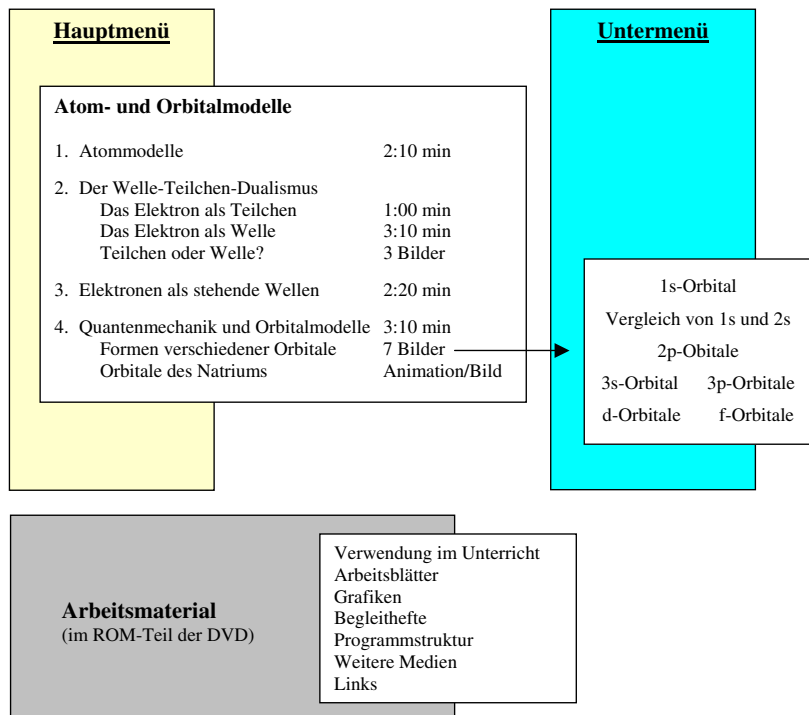 Hauptmenü
Untermenü
Atom- und Orbitalmodelle
1. Atommodelle 2:10 min
2. Der Welle-Teilchen-Dualismus
Das Elektron als Teilchen 1:00 min
Das Elektron als Welle 3:10 min
Teilchen oder Welle? 3 Bilder
3. Elektronen als stehende Wellen 2:20 min
4. Quantenmechanik und Orbitalmodelle 3:10 min
Formen verschiedener Orbitale 7 Bilder
Orbitale des Natriums Animation/Bild
1s-Orbital
Vergleich von 1s und 2s
2p-Obitale
3s-Orbital 3p-Orbitale
d-Orbitale f-Orbitale
Arbeitsmaterial
(im ROM-Teil der DVD)
Verwendung im Unterricht
Arbeitsblätter
Grafiken
Begleithefte
Programmstruktur
Weitere Medien
Links